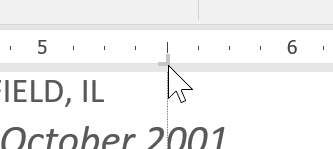 5 6
FIELD, IL
October 2001